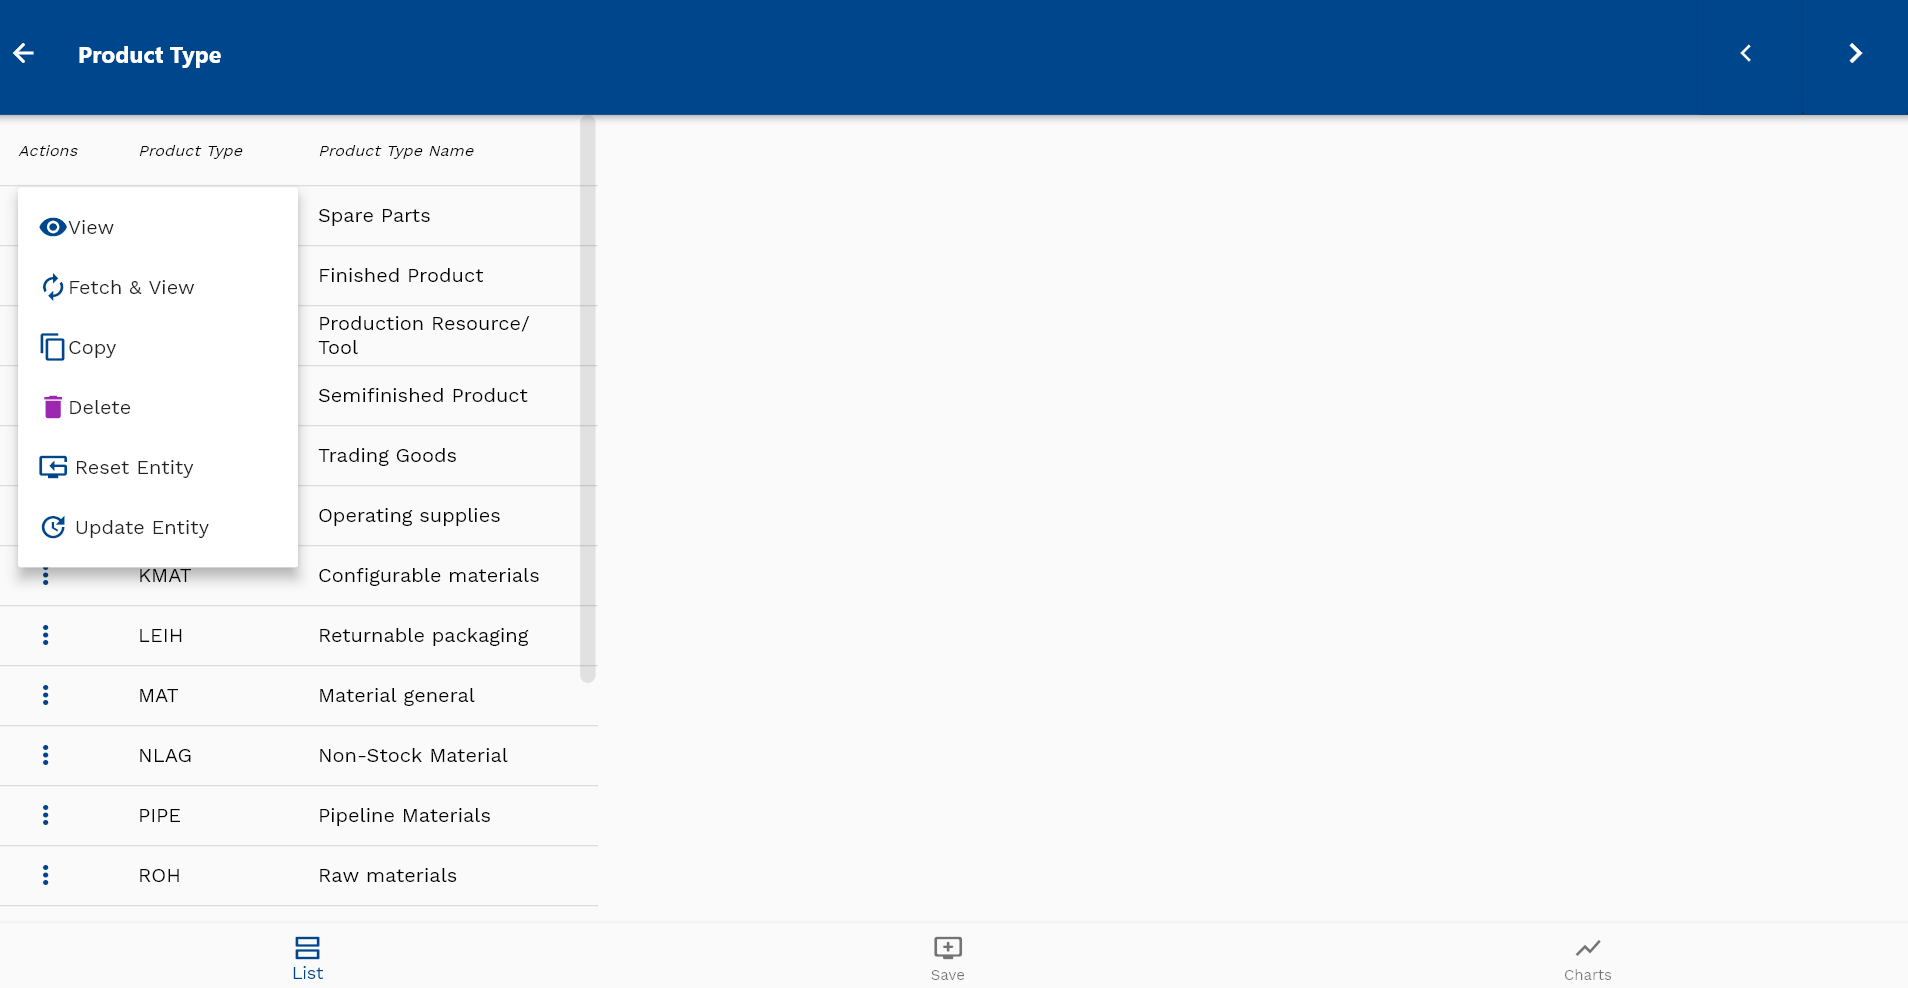 Product Type
Actions Product Type Product Type Name
View
Fetch & View
Copy
Delete
Reset Entity
Update Entity
Spare Parts
Finished Product
Production Resource/
Tool
Semifinished Product
Trading Goods
Operating supplies
KMAT Configurable materials
LEIH Returnable packaging
MAT Material general
NLAG Non-Stock Material
PIPE Pipeline Materials
ROH Raw materials
List Save Charts